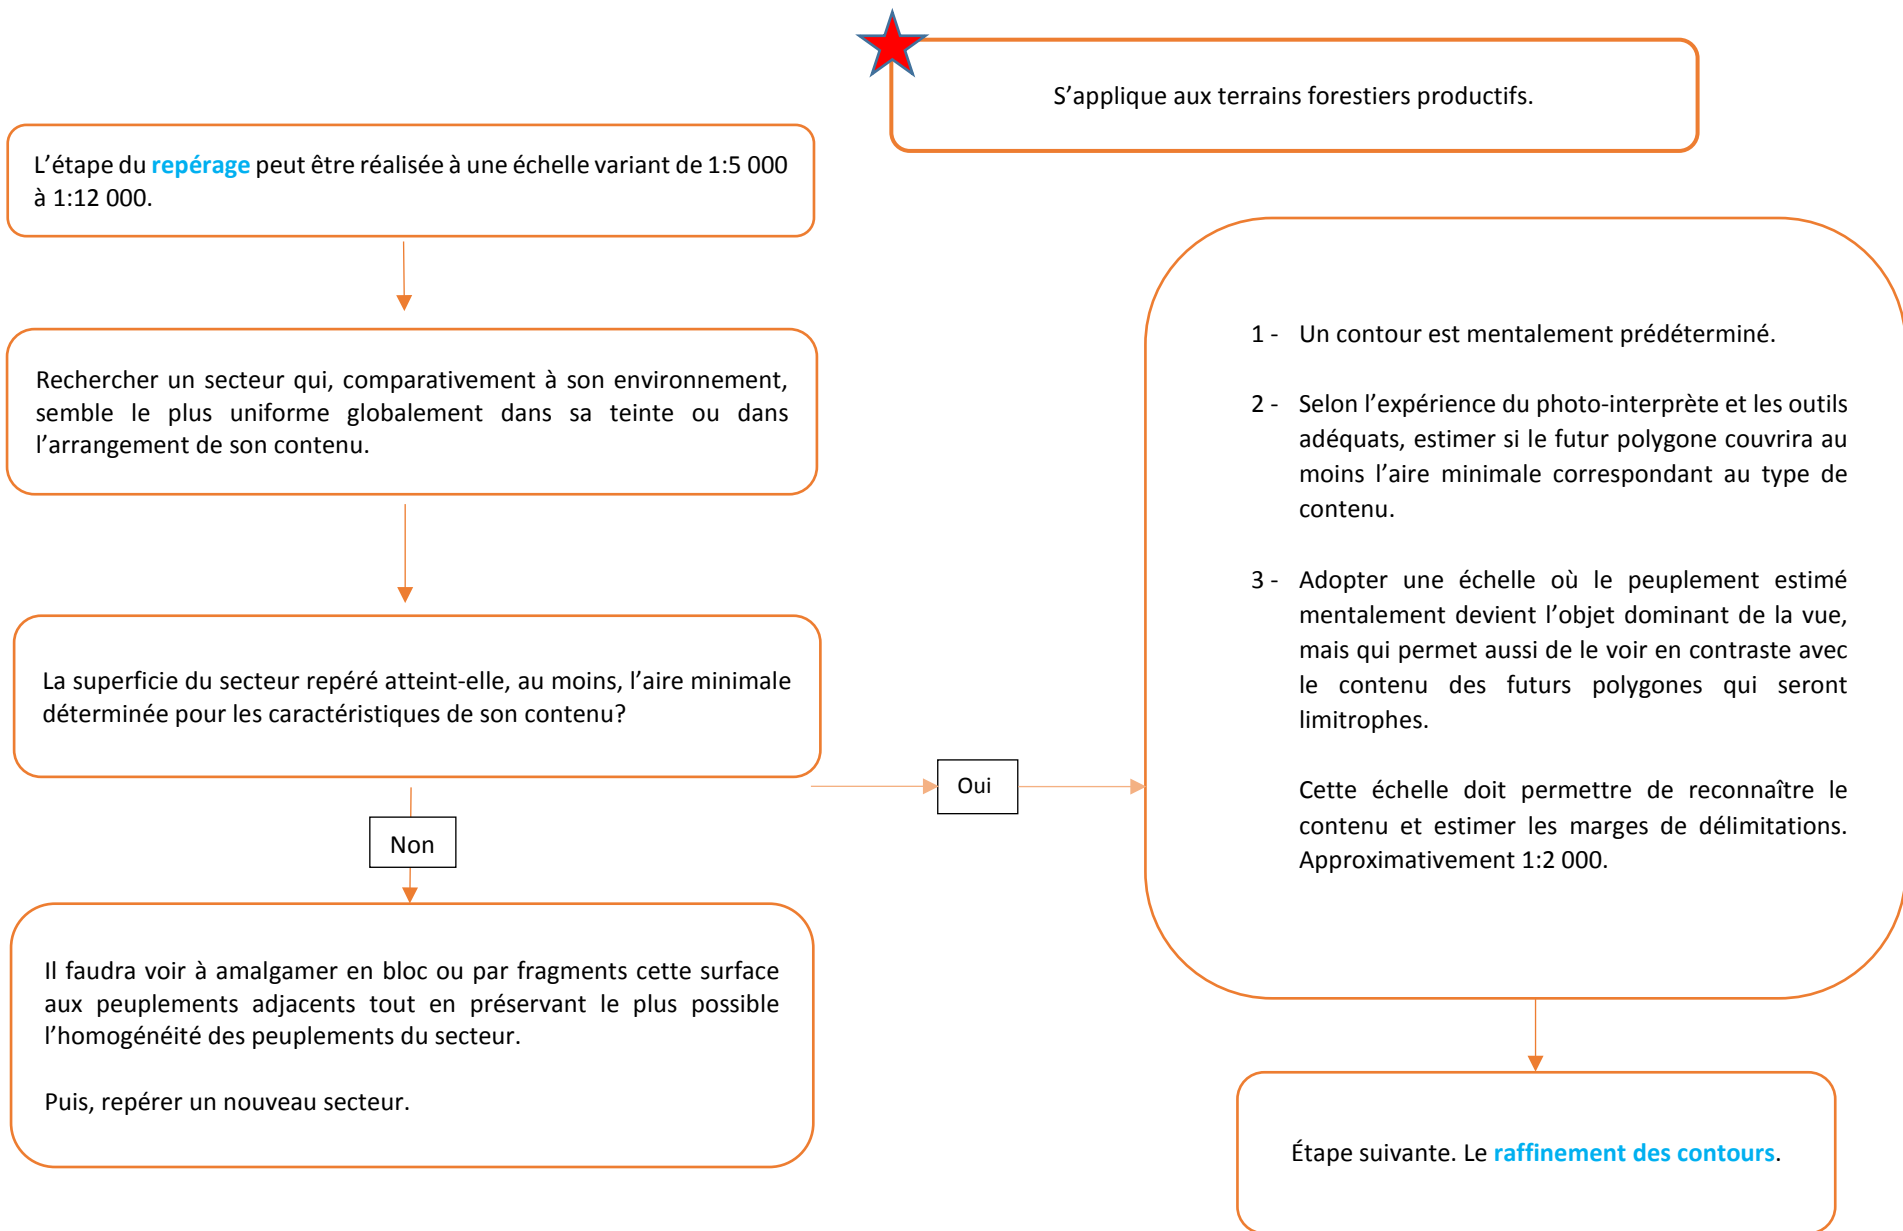 S’applique aux terrains forestiers productifs.
L’étape du repérage peut être réalisée à une échelle variant de 1:5 000
à 1:12 000.
Rechercher un secteur qui, comparativement à son environnement,
semble le plus uniforme globalement dans sa teinte ou dans
l’arrangement de son contenu.
La superficie du secteur repéré atteint-elle, au moins, l’aire minimale
déterminée pour les caractéristiques de son contenu?
Non
Il faudra voir à amalgamer en bloc ou par fragments cette surface
aux peuplements adjacents tout en préservant le plus possible
l’homogénéité des peuplements du secteur.
Puis, repérer un nouveau secteur.
Oui
1 - Un contour est mentalement prédéterminé.
2 - Selon l’expérience du photo-interprète et les outils
adéquats, estimer si le futur polygone couvrira au
moins l’aire minimale correspondant au type de
contenu.
3 - Adopter une échelle où le peuplement estimé
mentalement devient l’objet dominant de la vue,
mais qui permet aussi de le voir en contraste avec
le contenu des futurs polygones qui seront
limitrophes.
Cette échelle doit permettre de reconnaître le
contenu et estimer les marges de délimitations.
Approximativement 1:2 000.
Étape suivante. Le raffinement des contours.